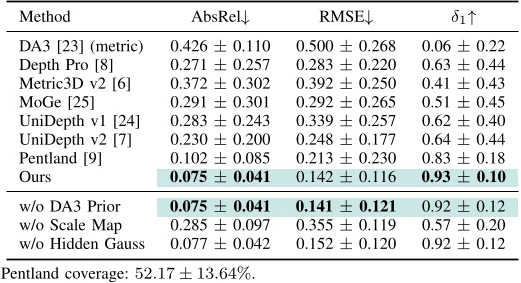 Method AbsRel↓ RMSE↓ δ₁↑
DA3 [23] (metric) 0.426 ± 0.110 0.500 ± 0.268 0.06 ± 0.22
Depth Pro [8] 0.271 ± 0.257 0.283 ± 0.220 0.63 ± 0.44
Metric3D v2 [6] 0.372 ± 0.302 0.392 ± 0.250 0.41 ± 0.43
MoGe [25] 0.291 ± 0.301 0.292 ± 0.265 0.51 ± 0.45
UniDepth v1 [24] 0.283 ± 0.243 0.339 ± 0.257 0.62 ± 0.40
UniDepth v2 [7] 0.230 ± 0.200 0.248 ± 0.177 0.64 ± 0.44
Pentland [9] 0.102 ± 0.085 0.213 ± 0.230 0.83 ± 0.18
Ours 0.075 ± 0.041 0.142 ± 0.116 0.93 ± 0.10
w/o DA3 Prior 0.075 ± 0.041 0.141 ± 0.121 0.92 ± 0.12
w/o Scale Map 0.285 ± 0.097 0.355 ± 0.119 0.57 ± 0.20
w/o Hidden Gauss 0.077 ± 0.042 0.152 ± 0.120 0.92 ± 0.12
Pentland coverage: 52.17 ± 13.64%.